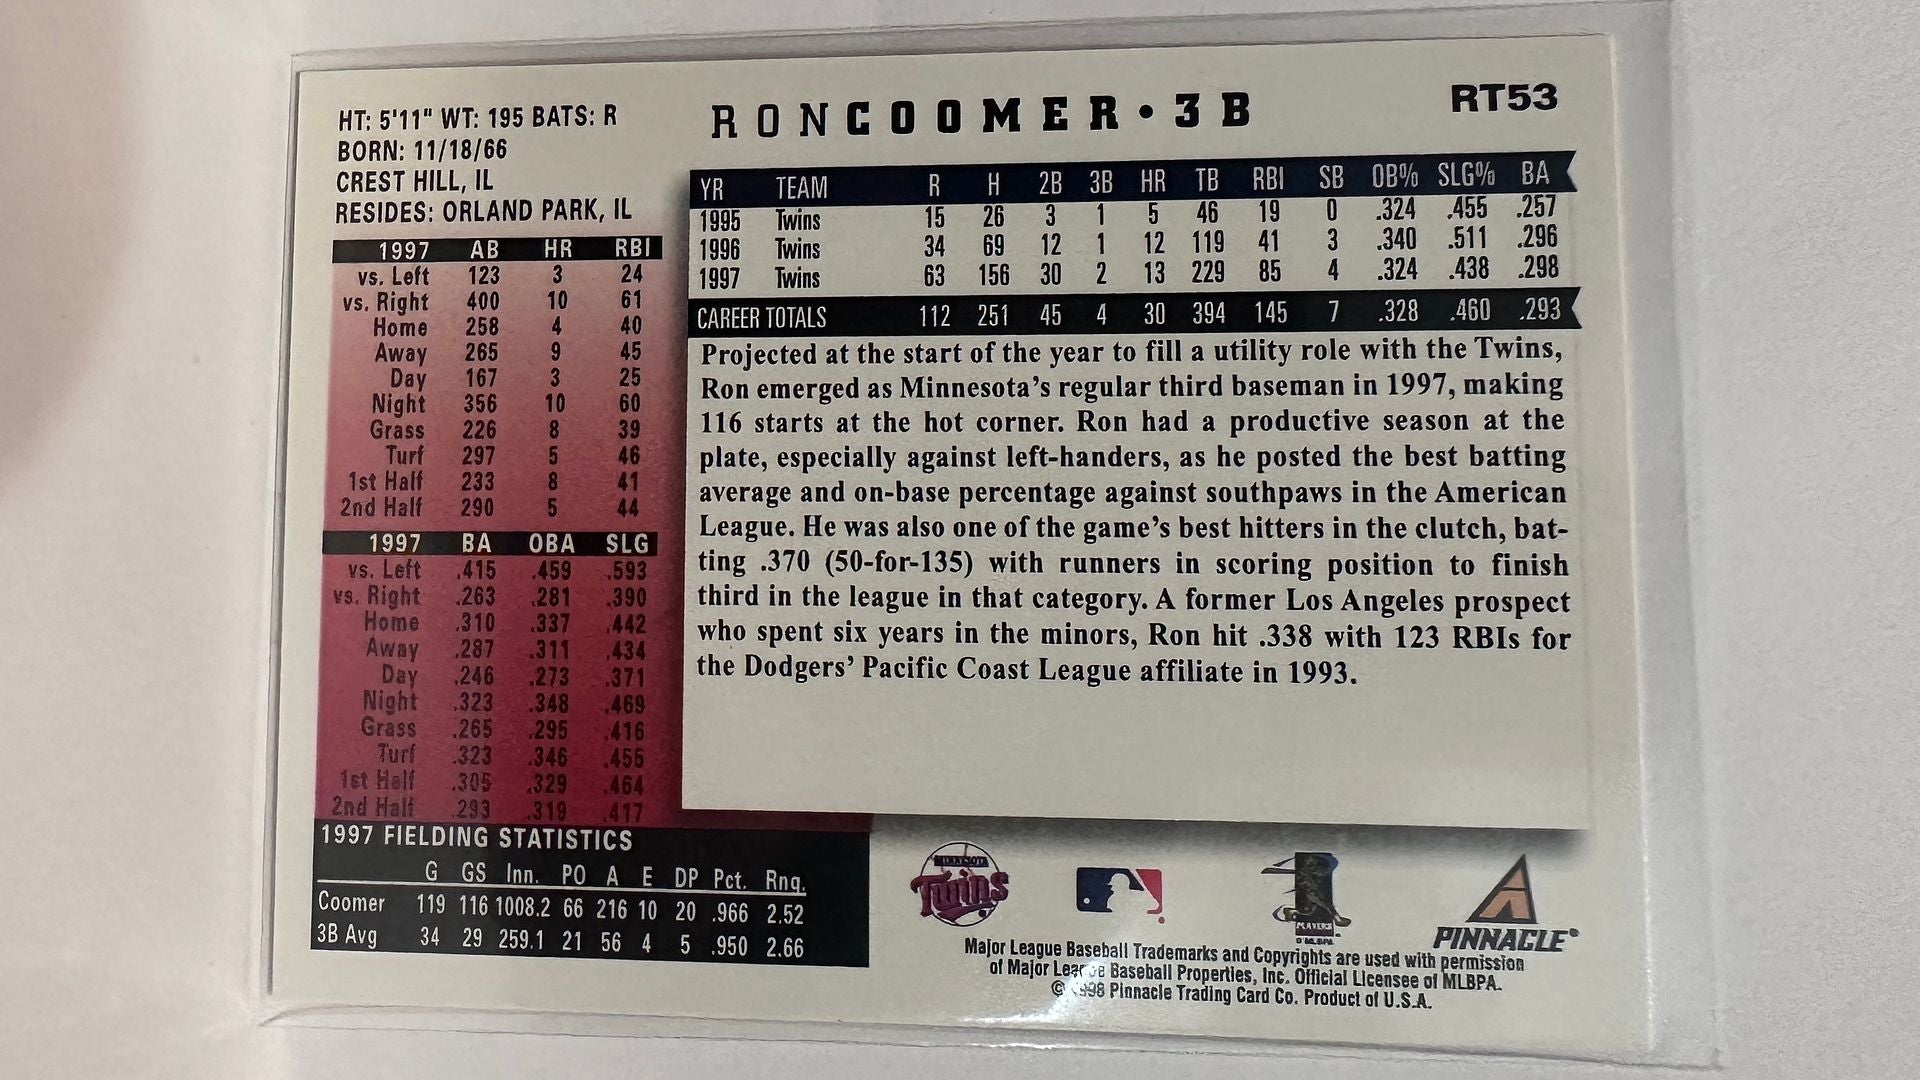 HT: 5'11" WT: 195 BATS: R
BORN: 11/18/66
CREST HILL, IL
RESIDES: ORLAND PARK, IL
1997 AB HR RBI
vs. Left 123 3 24
vs. Right 400 10 61
Home 258 4 40
Away 265 9 45
Day 167 3 25
Night 356 10 60
Grass 226 8 39
Turf 297 5 46
1st Half 233 8 41
2nd Half 290 5 44
1997 BA OBA SLG
vs. Left .415 .459 .593
vs. Right .263 .281 .390
Home .310 .337 .442
Away .287 .311 .434
Day .246 .273 .371
Night .323 .348 .469
Grass .265 .295 .416
Turf .323 .346 .455
1st Half .305 .329 .464
2nd Half .293 .319 .417
1997 FIELDING STATISTICS
G GS Inn. PO A E DP Pct. Rng.
Coomer 119 116 1008.2 66 216 10 20 .966 2.52
3B Avg 34 29 259.1 21 56 4 5 .950 2.66
RON COOMER • 3B
RT53
YR TEAM R H 2B 3B HR TB RBI SB OB% SLG% BA
1995 Twins 15 26 3 1 5 46 19 0 .324 .455 .257
1996 Twins 34 69 12 1 12 119 41 3 .340 .511 .296
1997 Twins 63 156 30 2 13 229 85 4 .324 .438 .298
CAREER TOTALS 112 251 45 4 30 394 145 7 .328 .460 .293
Projected at the start of the year to fill a utility role with the Twins,
Ron emerged as Minnesota's regular third baseman in 1997, making
116 starts at the hot corner. Ron had a productive season at the
plate, especially against left-handers, as he posted the best batting
average and on-base percentage against southpaws in the American
League. He was also one of the game's best hitters in the clutch, bat-
ting .370 (50-for-135) with runners in scoring position to finish
third in the league in that category. A former Los Angeles prospect
who spent six years in the minors, Ron hit .338 with 123 RBIs for
the Dodgers' Pacific Coast League affiliate in 1993.
MINNESOTA
Twins
PLAYERS
PINNACLE®
Major League Baseball Trademarks and Copyrights are used with permission
of Major League Baseball Properties, Inc. Official Licensee of MLBPA.
© 1998 Pinnacle Trading Card Co. Product of U.S.A.